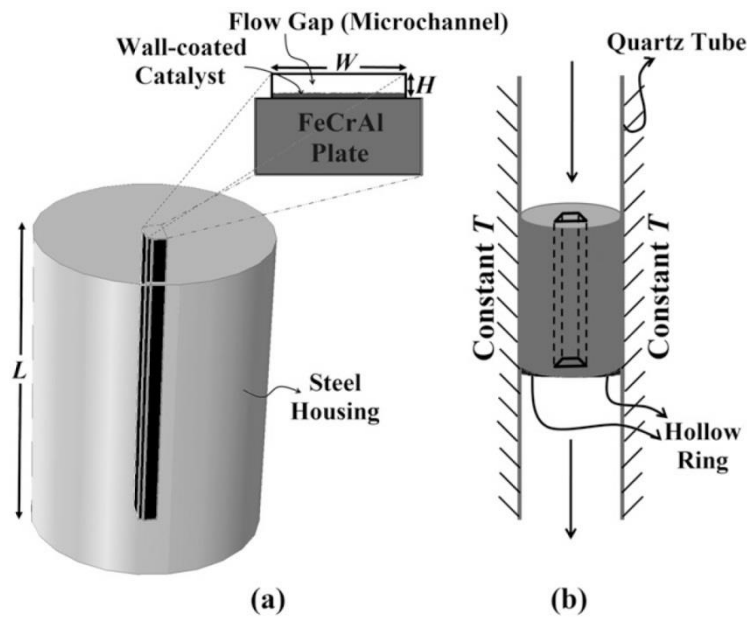 Flow Gap (Microchannel)
Wall-coated
Catalyst
W
H
FeCrAl
Plate
L
Steel
Housing
(a)
Quartz Tube
Constant T
Constant T
Hollow
Ring
(b)